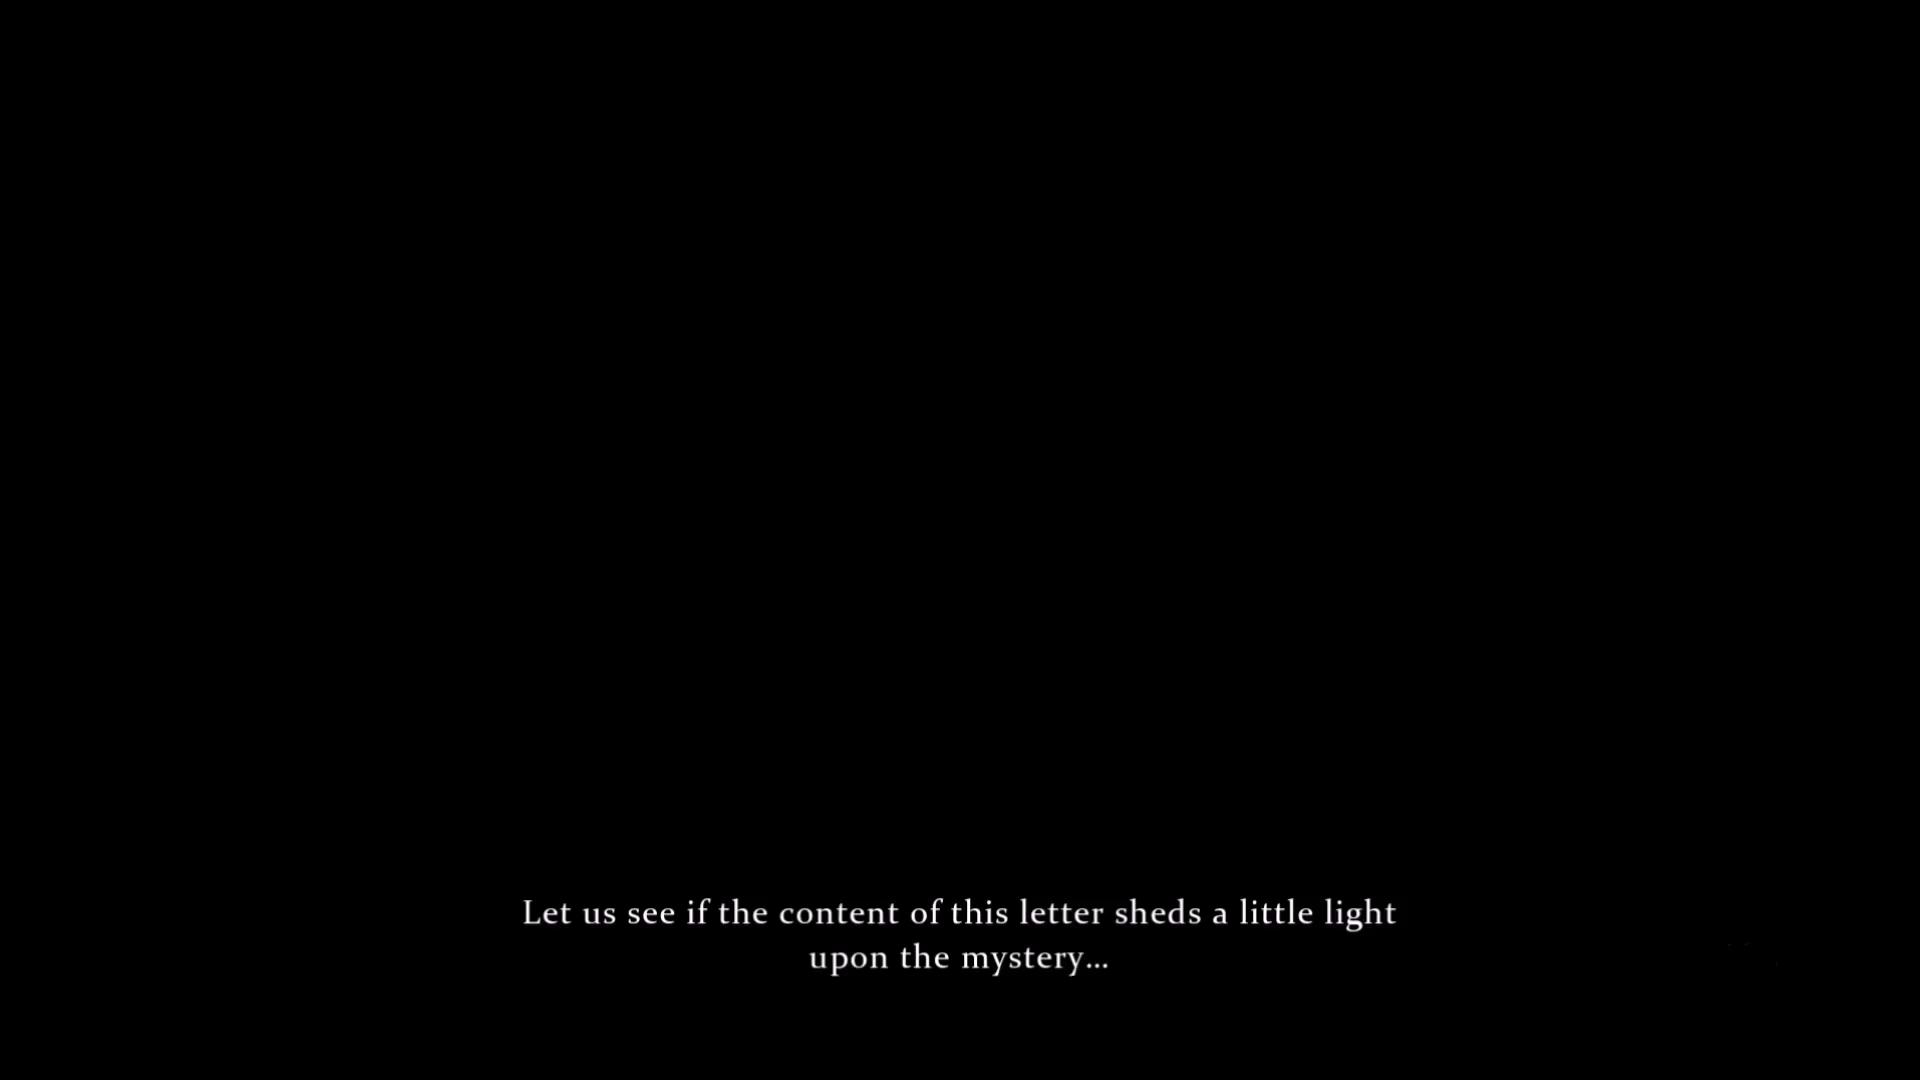 Let us see if the content of this letter sheds a little light
upon the mystery...